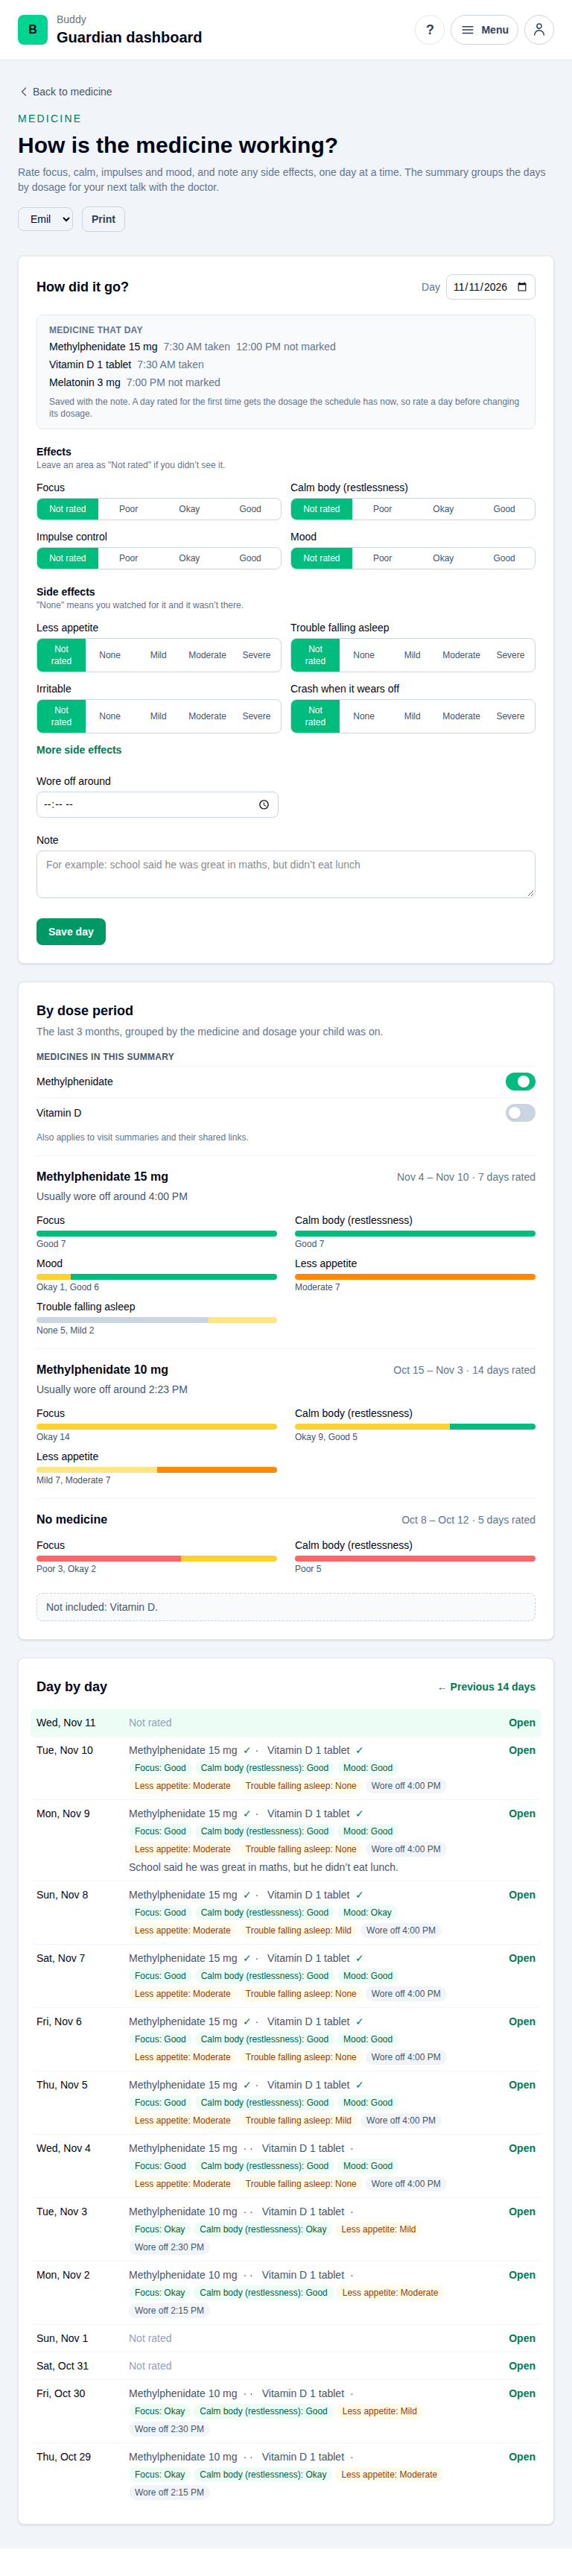 B
Buddy
Guardian dashboard
?
Menu
Back to medicine
MEDICINE
How is the medicine working?
Rate focus, calm, impulses and mood, and note any side effects, one day at a time. The summary groups the days
by dosage for your next talk with the doctor.
Emil
Print
How did it go?
Day 11/11/2026
MEDICINE THAT DAY
Methylphenidate 15 mg 7:30 AM taken 12:00 PM not marked
Vitamin D 1 tablet 7:30 AM taken
Melatonin 3 mg 7:00 PM not marked
Saved with the note. A day rated for the first time gets the dosage the schedule has now, so rate a day before changing
its dosage.
Effects
Leave an area as "Not rated" if you didn’t see it.
Focus
Not rated Poor Okay Good
Calm body (restlessness)
Not rated Poor Okay Good
Impulse control
Not rated Poor Okay Good
Mood
Not rated Poor Okay Good
Side effects
"None" means you watched for it and it wasn’t there.
Less appetite
Not rated None Mild Moderate Severe
Trouble falling asleep
Not rated None Mild Moderate Severe
Irritable
Not rated None Mild Moderate Severe
Crash when it wears off
Not rated None Mild Moderate Severe
More side effects
Wore off around
--:-- --
Note
For example: school said he was great in maths, but didn’t eat lunch
Save day
By dose period
The last 3 months, grouped by the medicine and dosage your child was on.
MEDICINES IN THIS SUMMARY
Methylphenidate
Vitamin D
Also applies to visit summaries and their shared links.
Methylphenidate 15 mg
Nov 4 – Nov 10 · 7 days rated
Usually wore off around 4:00 PM
Focus
Good 7
Calm body (restlessness)
Good 7
Mood
Okay 1, Good 6
Less appetite
Moderate 7
Trouble falling asleep
None 5, Mild 2
Methylphenidate 10 mg
Oct 15 – Nov 3 · 14 days rated
Usually wore off around 2:23 PM
Focus
Okay 14
Calm body (restlessness)
Okay 9, Good 5
Less appetite
Mild 7, Moderate 7
No medicine
Oct 8 – Oct 12 · 5 days rated
Focus
Poor 3, Okay 2
Calm body (restlessness)
Poor 5
Not included: Vitamin D.
Day by day
← Previous 14 days
Wed, Nov 11 Not rated Open
Tue, Nov 10 Methylphenidate 15 mg ✓ · Vitamin D 1 tablet ✓ Open
Focus: Good Calm body (restlessness): Good Mood: Good
Less appetite: Moderate Trouble falling asleep: None Wore off 4:00 PM
Mon, Nov 9 Methylphenidate 15 mg ✓ · Vitamin D 1 tablet ✓ Open
Focus: Good Calm body (restlessness): Good Mood: Good
Less appetite: Moderate Trouble falling asleep: None Wore off 4:00 PM
School said he was great in maths, but he didn’t eat lunch.
Sun, Nov 8 Methylphenidate 15 mg ✓ · Vitamin D 1 tablet ✓ Open
Focus: Good Calm body (restlessness): Good Mood: Okay
Less appetite: Moderate Trouble falling asleep: Mild Wore off 4:00 PM
Sat, Nov 7 Methylphenidate 15 mg ✓ · Vitamin D 1 tablet ✓ Open
Focus: Good Calm body (restlessness): Good Mood: Good
Less appetite: Moderate Trouble falling asleep: None Wore off 4:00 PM
Fri, Nov 6 Methylphenidate 15 mg ✓ · Vitamin D 1 tablet ✓ Open
Focus: Good Calm body (restlessness): Good Mood: Good
Less appetite: Moderate Trouble falling asleep: None Wore off 4:00 PM
Thu, Nov 5 Methylphenidate 15 mg ✓ · Vitamin D 1 tablet ✓ Open
Focus: Good Calm body (restlessness): Good Mood: Good
Less appetite: Moderate Trouble falling asleep: Mild Wore off 4:00 PM
Wed, Nov 4 Methylphenidate 15 mg · · Vitamin D 1 tablet · Open
Focus: Good Calm body (restlessness): Good Mood: Good
Less appetite: Moderate Trouble falling asleep: None Wore off 4:00 PM
Tue, Nov 3 Methylphenidate 10 mg · · Vitamin D 1 tablet · Open
Focus: Okay Calm body (restlessness): Okay Less appetite: Mild
Wore off 2:30 PM
Mon, Nov 2 Methylphenidate 10 mg · · Vitamin D 1 tablet · Open
Focus: Okay Calm body (restlessness): Good Less appetite: Moderate
Wore off 2:15 PM
Sun, Nov 1 Not rated Open
Sat, Oct 31 Not rated Open
Fri, Oct 30 Methylphenidate 10 mg · · Vitamin D 1 tablet · Open
Focus: Okay Calm body (restlessness): Good Less appetite: Mild
Wore off 2:30 PM
Thu, Oct 29 Methylphenidate 10 mg · · Vitamin D 1 tablet · Open
Focus: Okay Calm body (restlessness): Okay Less appetite: Moderate
Wore off 2:15 PM